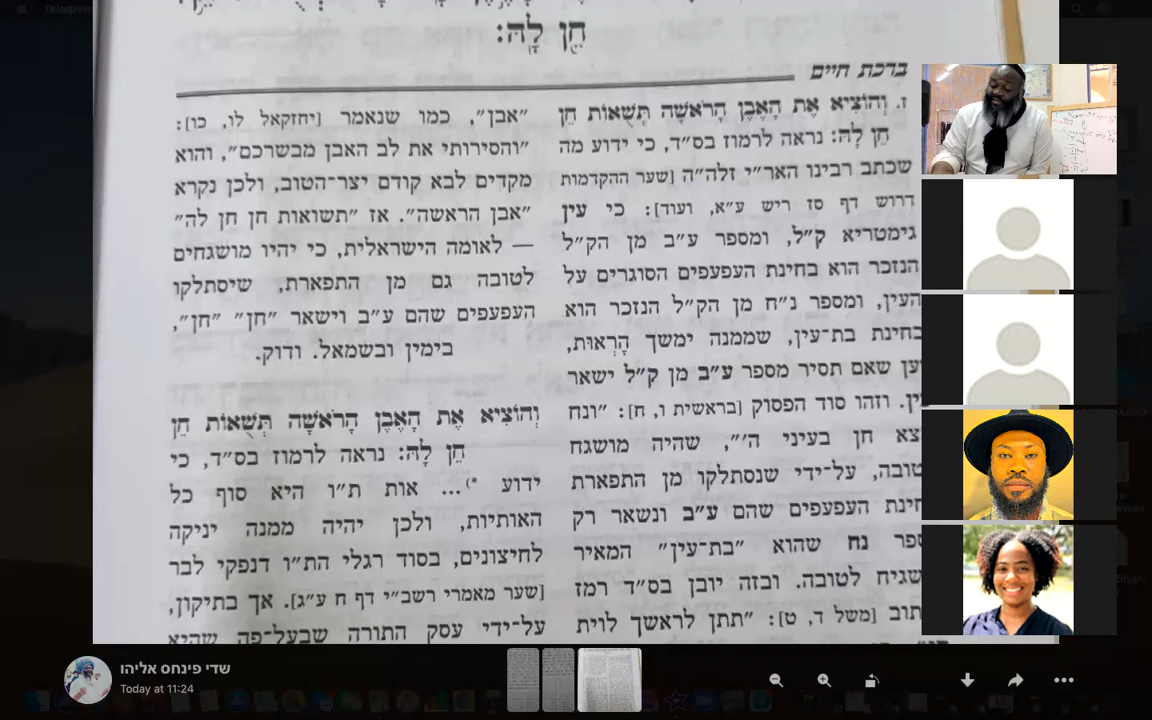 חֵן לָהּ:
ברכת חיים
ז. וְהוֹצִיא אֶת הָאֶבֶן הָרֹאשָׁה תְּשֻׁאוֹת חֵן
חֵן לָהּ: נראה לרמוז בס״ד, כי ידוע מה
שכתב רבינו האר״י זלה״ה [שער ההקדמות
דרוש דף סז ריש ע״א, ועוד]: כי עין
גימטריא ק״ל, ומספר ע״ב מן הק״ל
הנזכר הוא בחינת העפעפים הסוגרים על
העין, ומספר נ״ח מן הק״ל הנזכר הוא
בחינת בת־עין, שממנה ימשך הָרְאוּת,
ען שאם תסיר מספר ע״ב מן ק״ל ישאר
ין. וזהו סוד הפסוק [בראשית ו, ח]: ״ונח
צא חן בעיני ה׳״, שהיה מושגח
טובה, על־ידי שנסתלקו מן התפארת
חינת העפעפים שהם ע״ב ונשאר רק
ספר נח שהוא ״בת־עין״ המאיר
שגיח לטובה. ובזה יובן בס״ד רמז
תוב [משלי ד, ט]: ״תתן לראשך לוית
״אבן״, כמו שנאמר [יחזקאל לו, כו]:
״והסירותי את לב האבן מבשרכם״, והוא
מקדים לבא קודם יצר־הטוב, ולכן נקרא
״אבן הראשה״. אז ״תשואות חן חן לה״
— לאומה הישראלית, כי יהיו מושגחים
לטובה גם מן התפארת, שיסתלקו
העפעפים שהם ע״ב וישאר ״חן״ ״חן״,
בימין ובשמאל. ודוק.
וְהוֹצִיא אֶת הָאֶבֶן הָרֹאשָׁה תְּשֻׁאוֹת חֵן
חֵן לָהּ: נראה לרמוז בס״ד, כי
ידוע *)... אות ת״ו היא סוף כל
האותיות, ולכן יהיה ממנה יניקה
לחיצונים, בסוד רגלי הת״ו דנפקי לבר
[שער מאמרי רשב״י דף ח ע״ג]. אך בתיקון,
על־ידי עסק התורה שבעל־פה שהיא
שדי פינחס אליהו
Today at 11:24